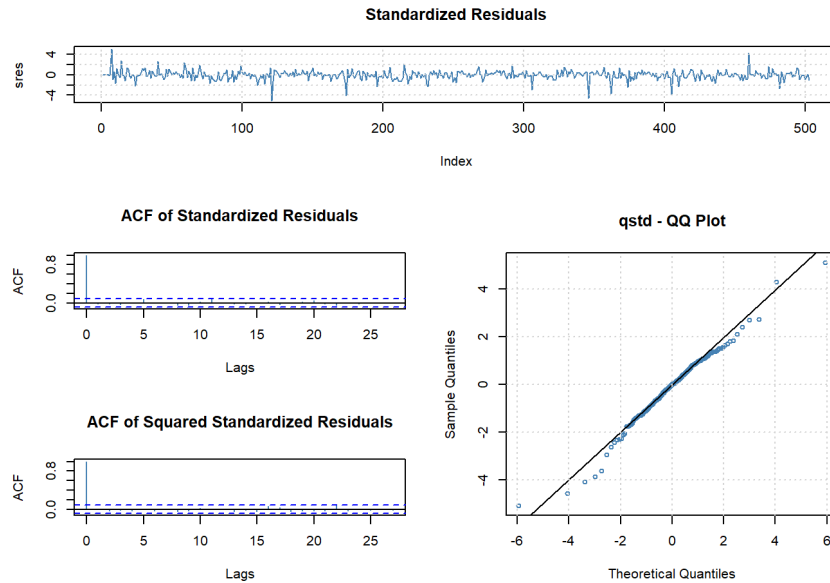 Standardized Residuals
sres
4
0
-4
0 100 200 300 400 500
Index
ACF of Standardized Residuals
ACF
0.8
0.0
0 5 10 15 20 25
Lags
ACF of Squared Standardized Residuals
ACF
0.8
0.0
0 5 10 15 20 25
Lags
qstd - QQ Plot
Sample Quantiles
4
2
0
-2
-4
-6 -4 -2 0 2 4 6
Theoretical Quantiles